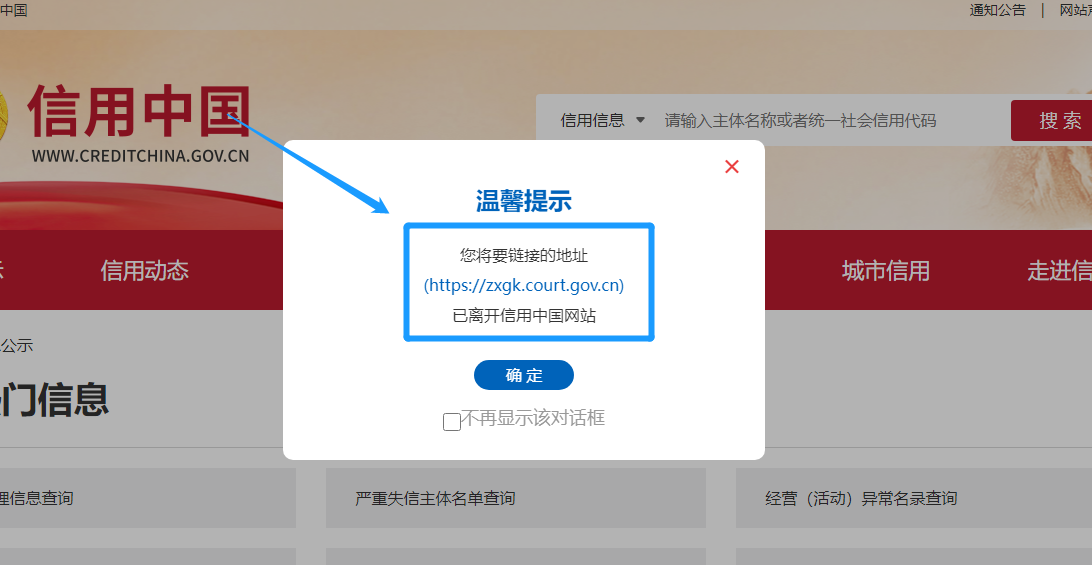 中国
通知公告 | 网站
信用中国
WWW.CREDITCHINA.GOV.CN
信用信息 请输入主体名称或者统一社会信用代码 搜索
温馨提示
您将要链接的地址
(https://zxgk.court.gov.cn)
已离开信用中国网站
确定
不再显示该对话框
信用动态 城市信用 走进信
公示
门信息
理信息查询 严重失信主体名单查询 经营（活动）异常名录查询